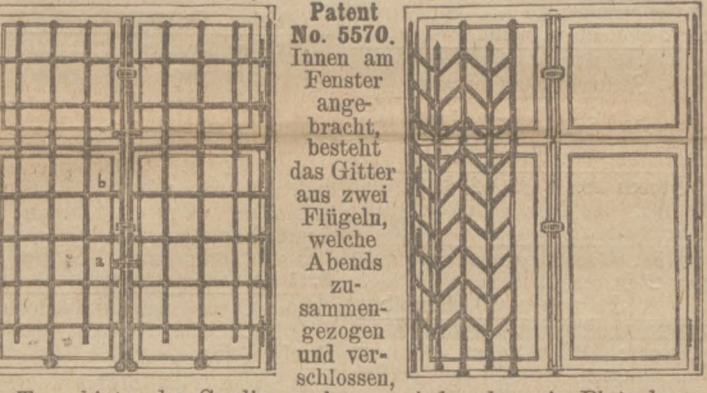 Patent
No. 5570.
Innen am
Fenster
ange-
bracht,
besteht
das Gitter
aus zwei
Flügeln,
welche
Abends
zu-
sammen-
gezogen
und ver-
schlossen,
b
a